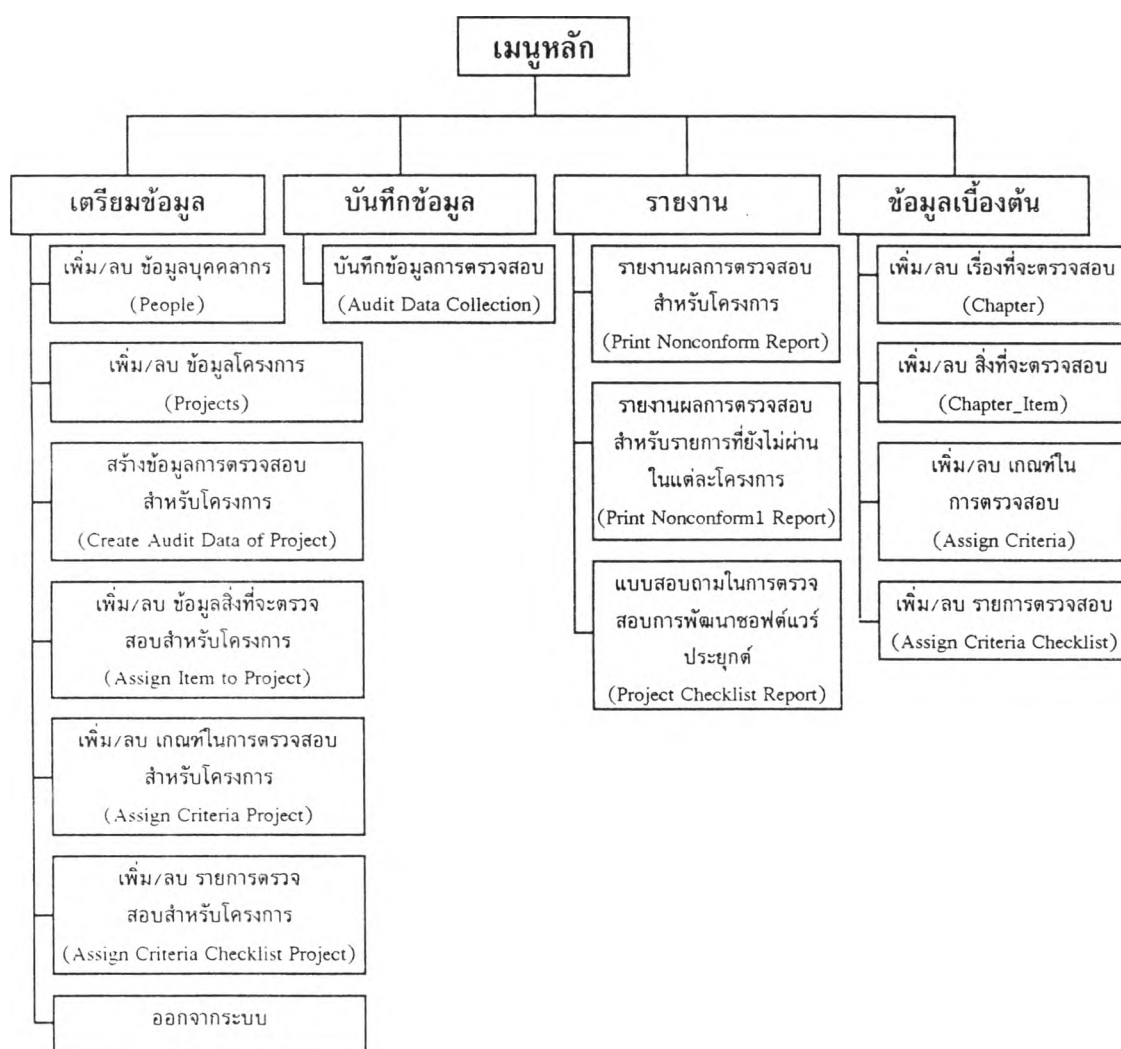 เมนูหลัก
เตรียมข้อมูล
เพิ่ม/ลบ ข้อมูลบุคคลากร
(People)
เพิ่ม/ลบ ข้อมูลโครงการ
(Projects)
สร้างข้อมูลการตรวจสอบ
สำหรับโครงการ
(Create Audit Data of Project)
เพิ่ม/ลบ ข้อมูลสิ่งที่จะตรวจ
สอบสำหรับโครงการ
(Assign Item to Project)
เพิ่ม/ลบ เกณฑ์ในการตรวจสอบ
สำหรับโครงการ
(Assign Criteria Project)
เพิ่ม/ลบ รายการตรวจ
สอบสำหรับโครงการ
(Assign Criteria Checklist Project)
ออกจากระบบ
บันทึกข้อมูล
บันทึกข้อมูลการตรวจสอบ
(Audit Data Collection)
รายงาน
รายงานผลการตรวจสอบ
สำหรับโครงการ
(Print Nonconform Report)
รายงานผลการตรวจสอบ
สำหรับรายการที่ยังไม่ผ่าน
ในแต่ละโครงการ
(Print Nonconform1 Report)
แบบสอบถามในการตรวจ
สอบการพัฒนาซอฟต์แวร์
ประยุกต์
(Project Checklist Report)
ข้อมูลเบื้องต้น
เพิ่ม/ลบ เรื่องที่จะตรวจสอบ
(Chapter)
เพิ่ม/ลบ สิ่งที่จะตรวจสอบ
(Chapter_Item)
เพิ่ม/ลบ เกณฑ์ใน
การตรวจสอบ
(Assign Criteria)
เพิ่ม/ลบ รายการตรวจสอบ
(Assign Criteria Checklist)